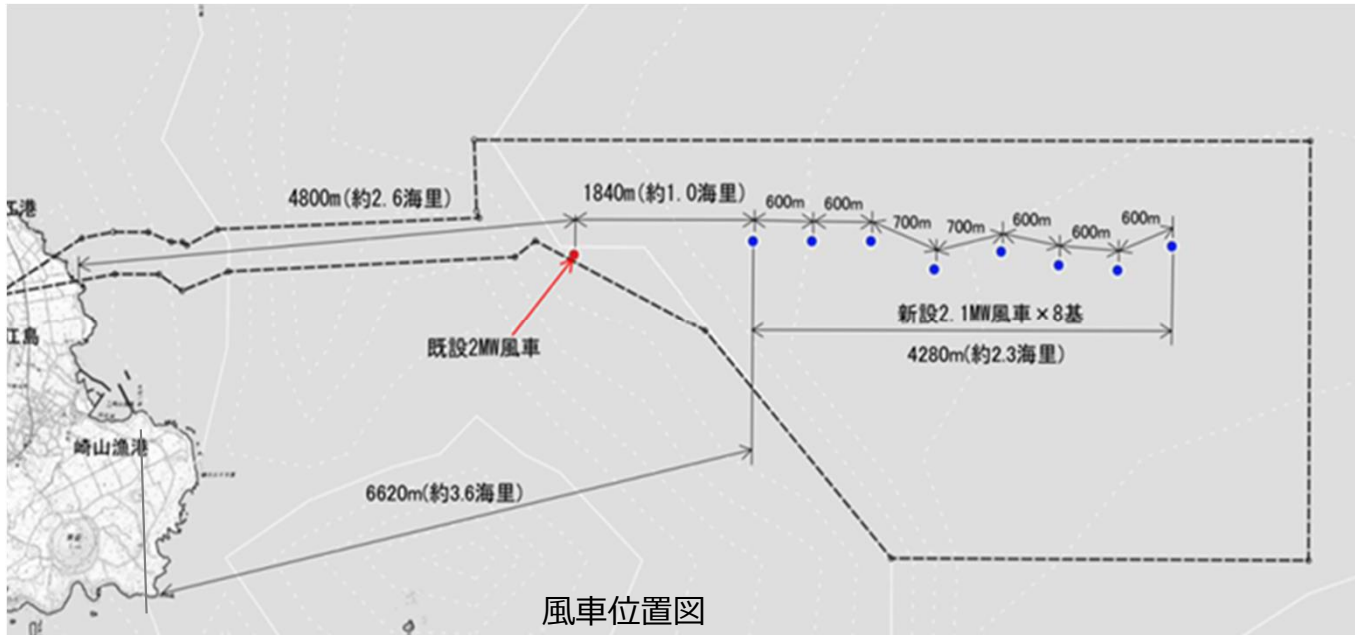 4800m(約2.6海里)
1840m(約1.0海里)
600m
600m
700m
700m
600m
600m
600m
江港
江島
既設2MW風車
新設2.1MW風車×8基
4280m(約2.3海里)
崎山漁港
6620m(約3.6海里)
風車位置図